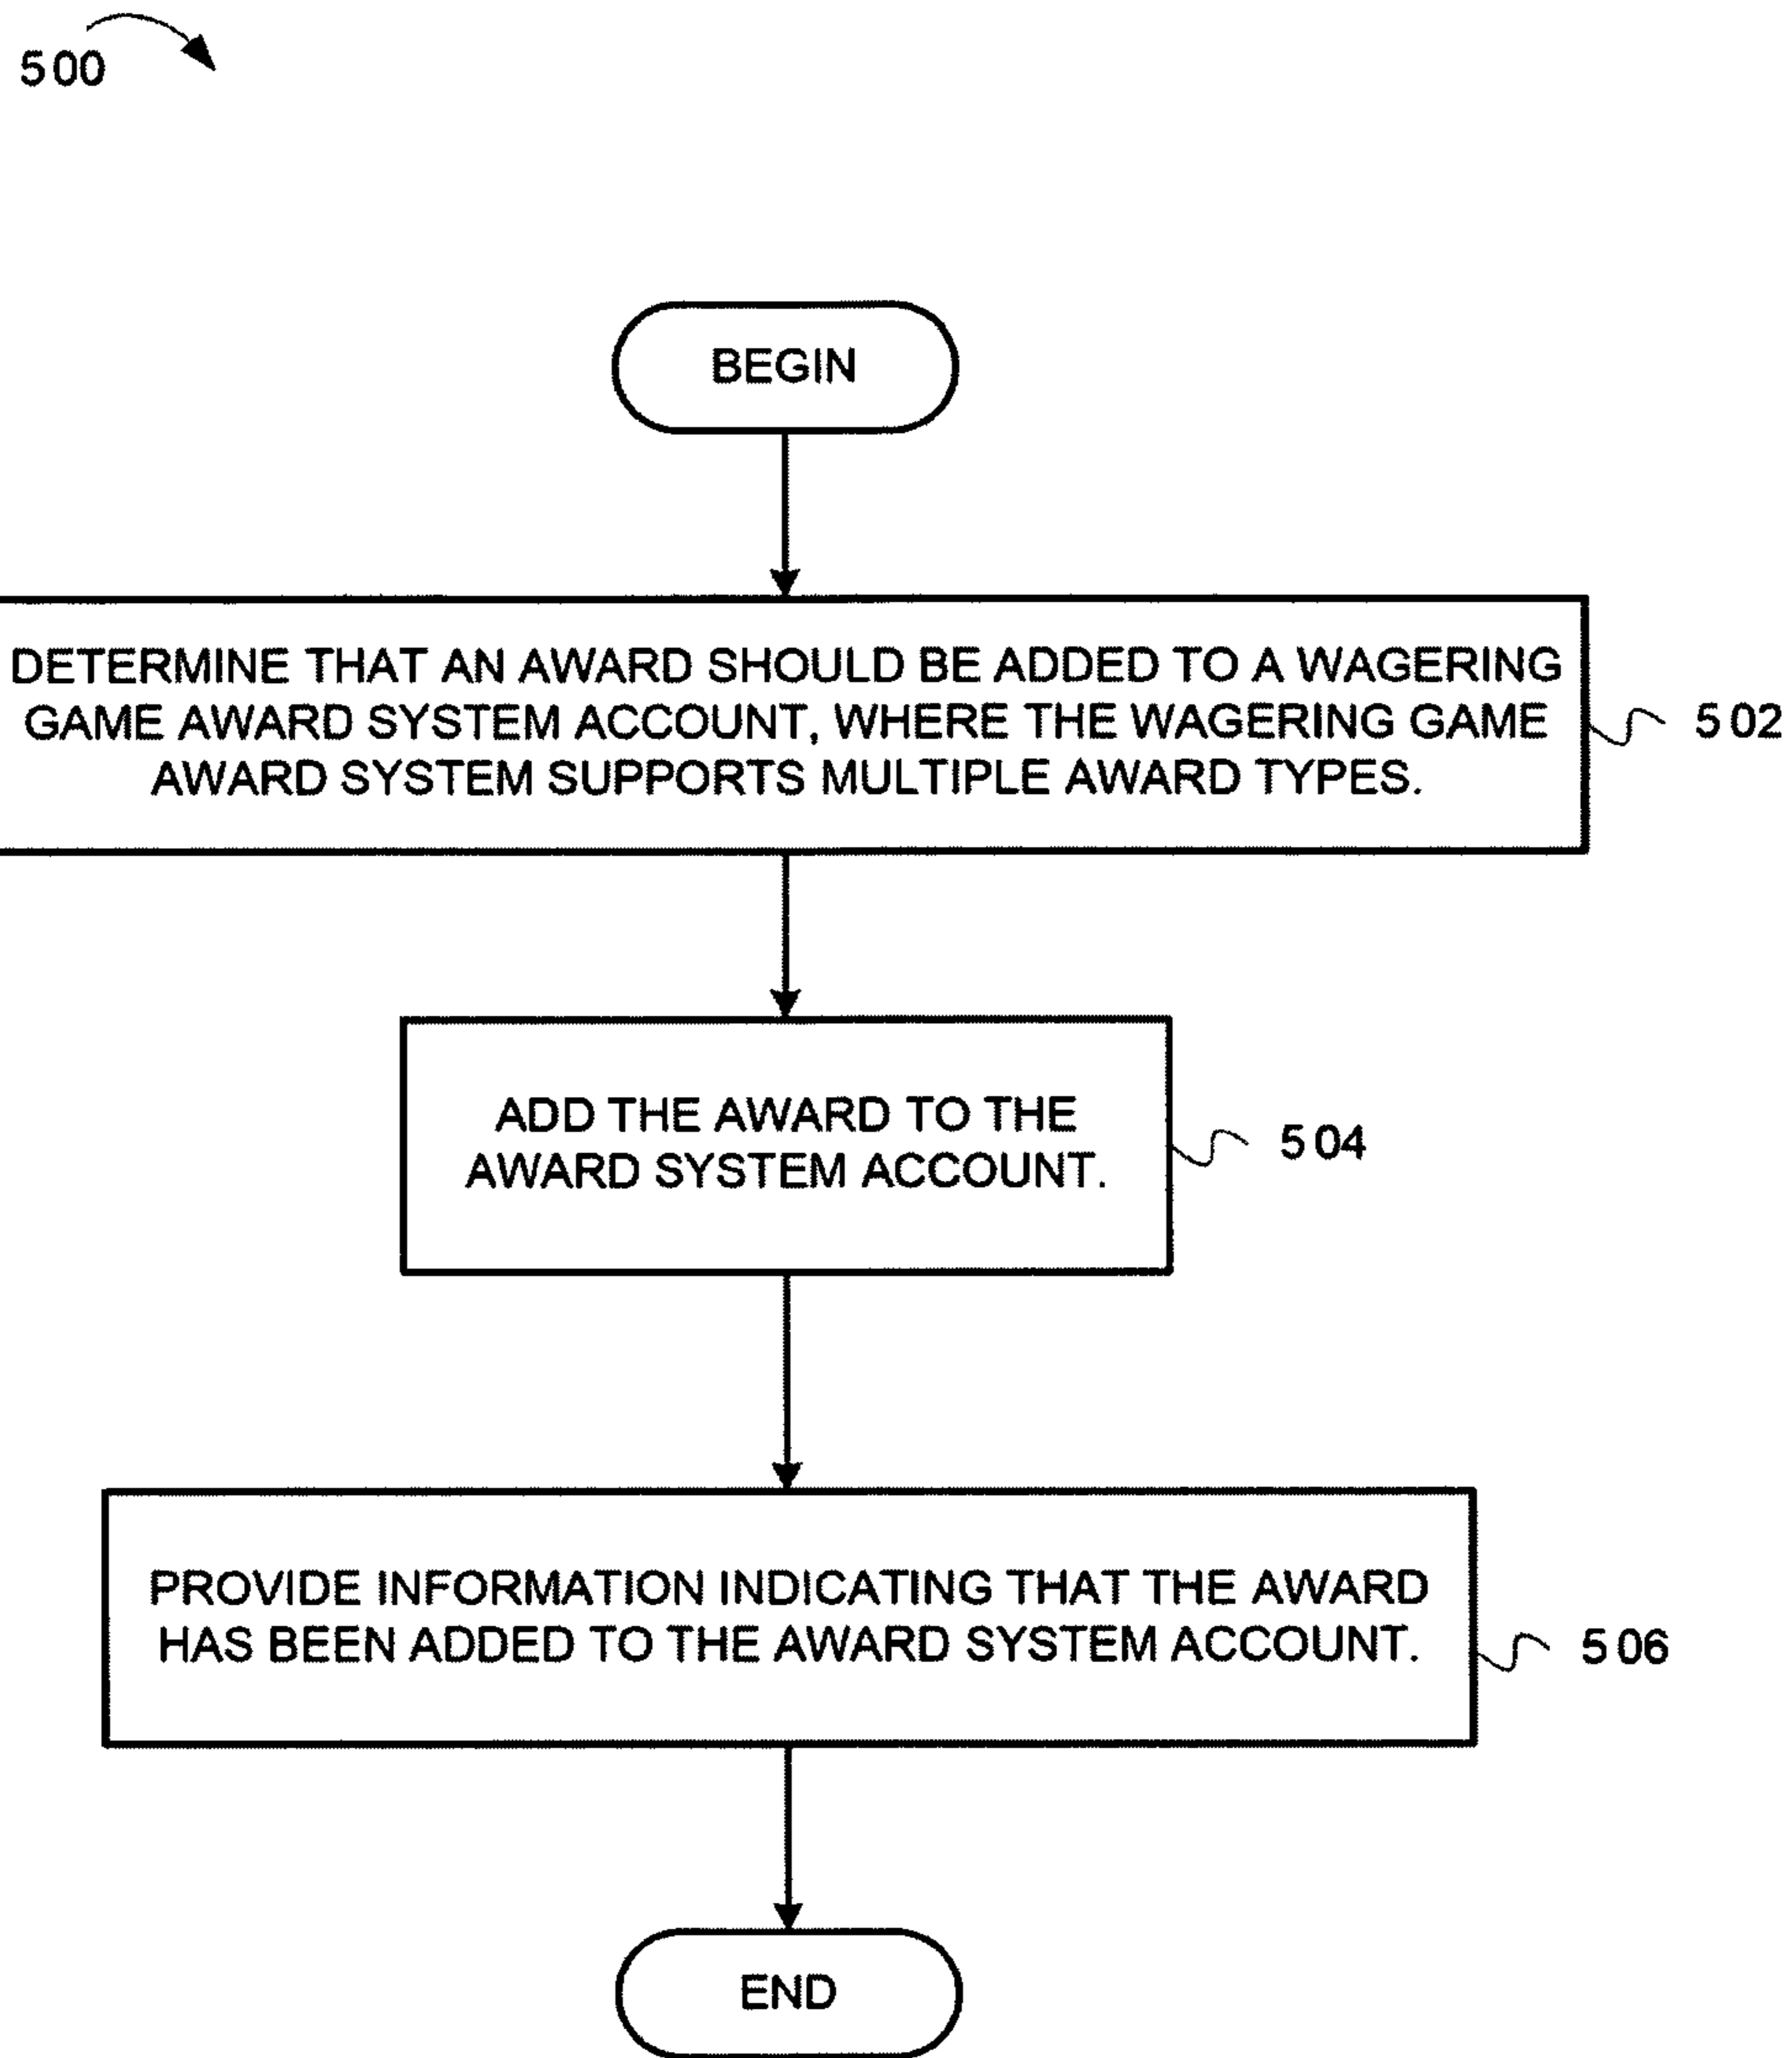 500
BEGIN
DETERMINE THAT AN AWARD SHOULD BE ADDED TO A WAGERING
GAME AWARD SYSTEM ACCOUNT, WHERE THE WAGERING GAME
AWARD SYSTEM SUPPORTS MULTIPLE AWARD TYPES.
502
ADD THE AWARD TO THE
AWARD SYSTEM ACCOUNT.
504
PROVIDE INFORMATION INDICATING THAT THE AWARD
HAS BEEN ADDED TO THE AWARD SYSTEM ACCOUNT.
506
END